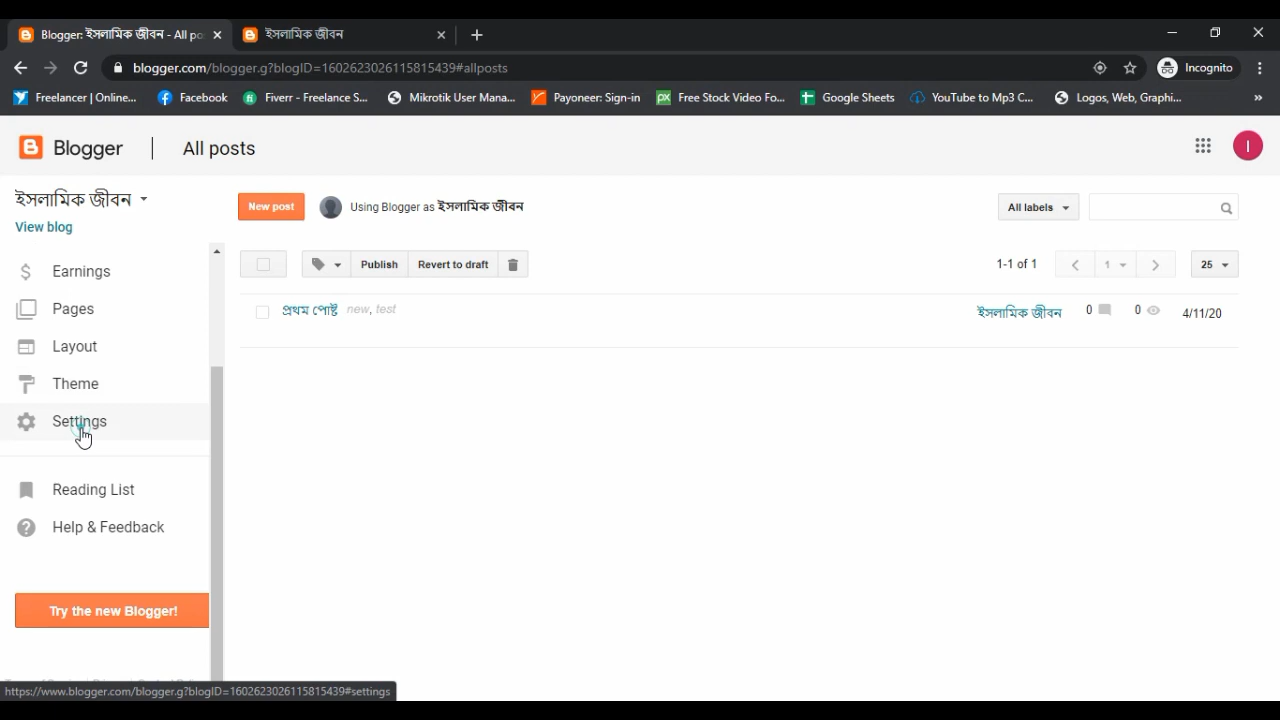 Blogger: ইসলামিক জীবন - All po
ইসলামিক জীবন
blogger.com/blogger.g?blogID=1602623026115815439#allposts
Incognito
Freelancer | Online...
Facebook
Fiverr - Freelance S...
Mikrotik User Mana...
Payoneer: Sign-in
Free Stock Video Fo...
Google Sheets
YouTube to Mp3 C...
Logos, Web, Graphi...
»
Blogger | All posts
I
ইসলামিক জীবন
View blog
New post
Using Blogger as ইসলামিক জীবন
All labels
Publish
Revert to draft
1-1 of 1
1
25
প্রথম পোষ্ট new, test
ইসলামিক জীবন
0
0
4/11/20
Earnings
Pages
Layout
Theme
Settings
Reading List
Help & Feedback
Try the new Blogger!
https://www.blogger.com/blogger.g?blogID=1602623026115815439#settings